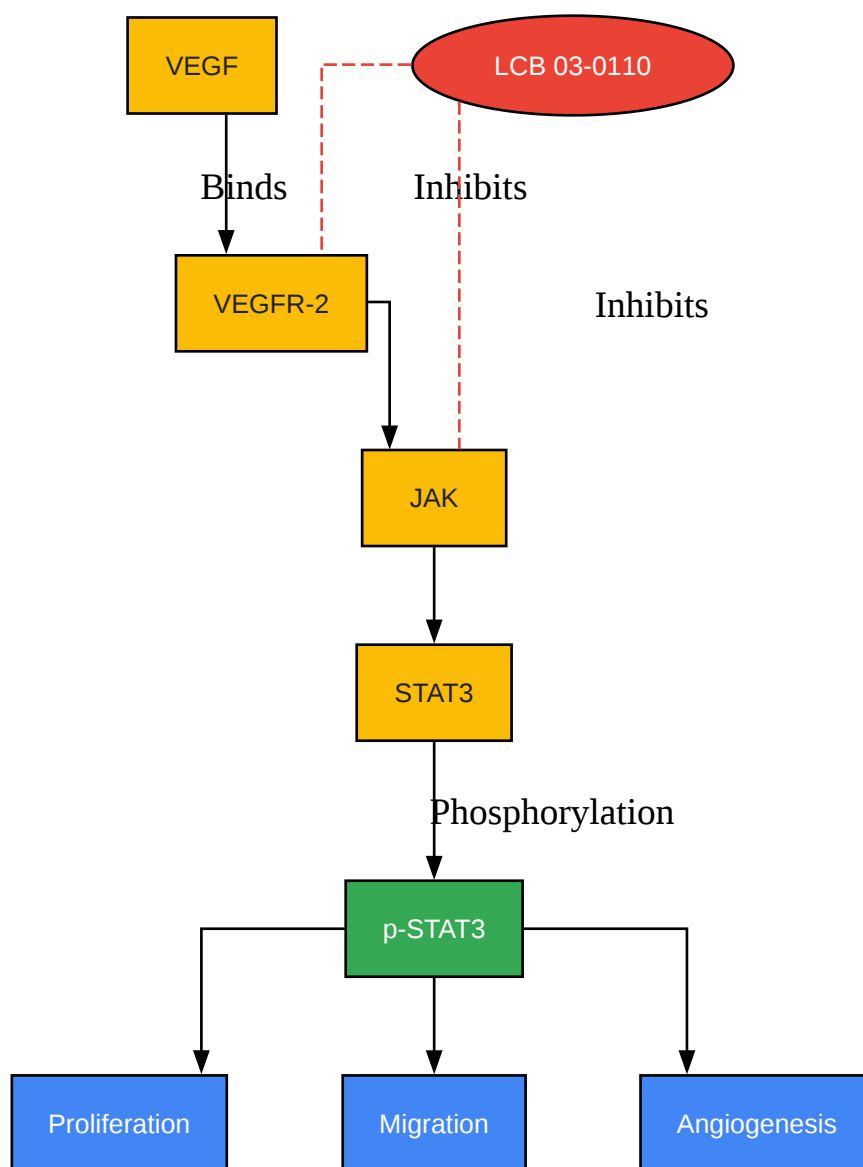 VEGF
LCB 03-0110
Binds
Inhibits
VEGFR-2
Inhibits
JAK
STAT3
Phosphorylation
p-STAT3
Proliferation
Migration
Angiogenesis